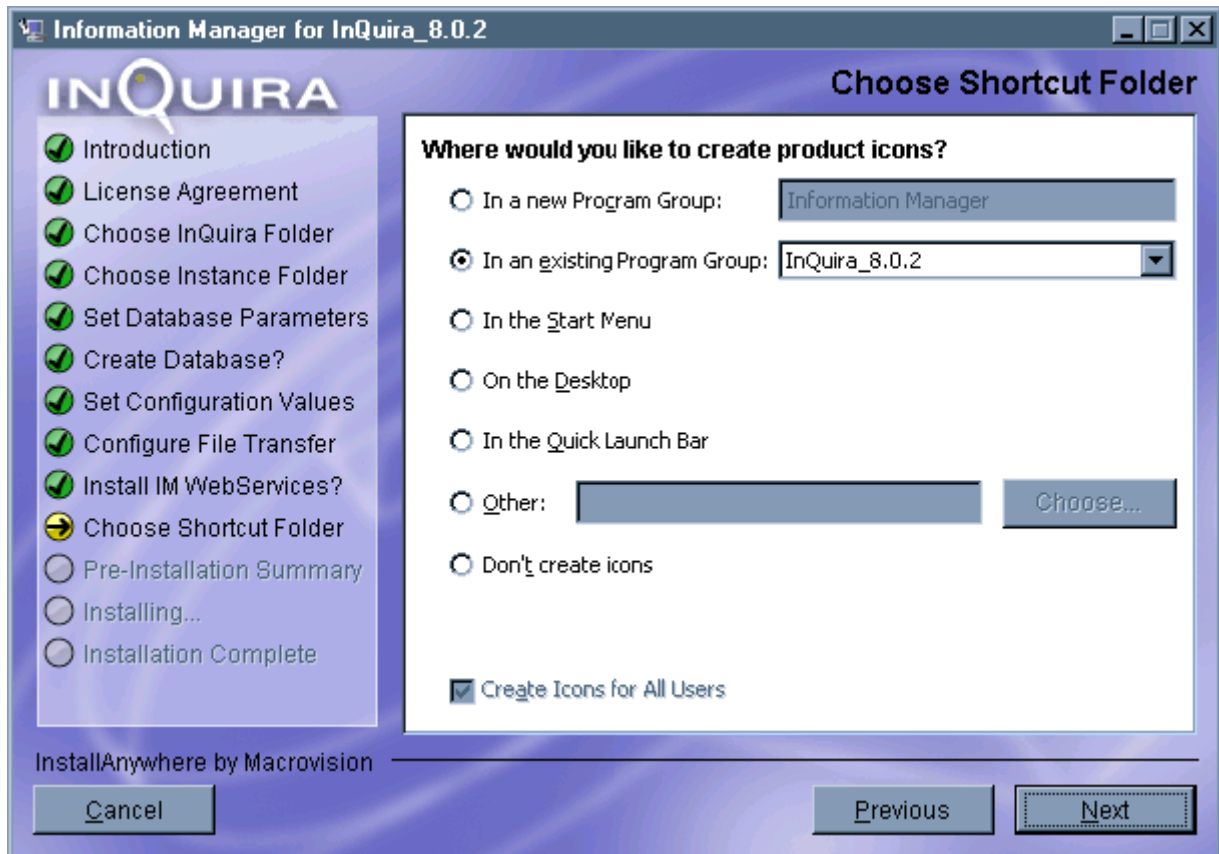 Information Manager for InQuira_8.0.2
INQUIRA
Choose Shortcut Folder
Introduction
License Agreement
Choose InQuira Folder
Choose Instance Folder
Set Database Parameters
Create Database?
Set Configuration Values
Configure File Transfer
Install IM WebServices?
Choose Shortcut Folder
Pre-Installation Summary
Installing...
Installation Complete
Where would you like to create product icons?
In a new Program Group: Information Manager
In an existing Program Group: InQuira_8.0.2
In the Start Menu
On the Desktop
In the Quick Launch Bar
Other: Choose...
Don't create icons
Create Icons for All Users
InstallAnywhere by Macrovision
Cancel Previous Next